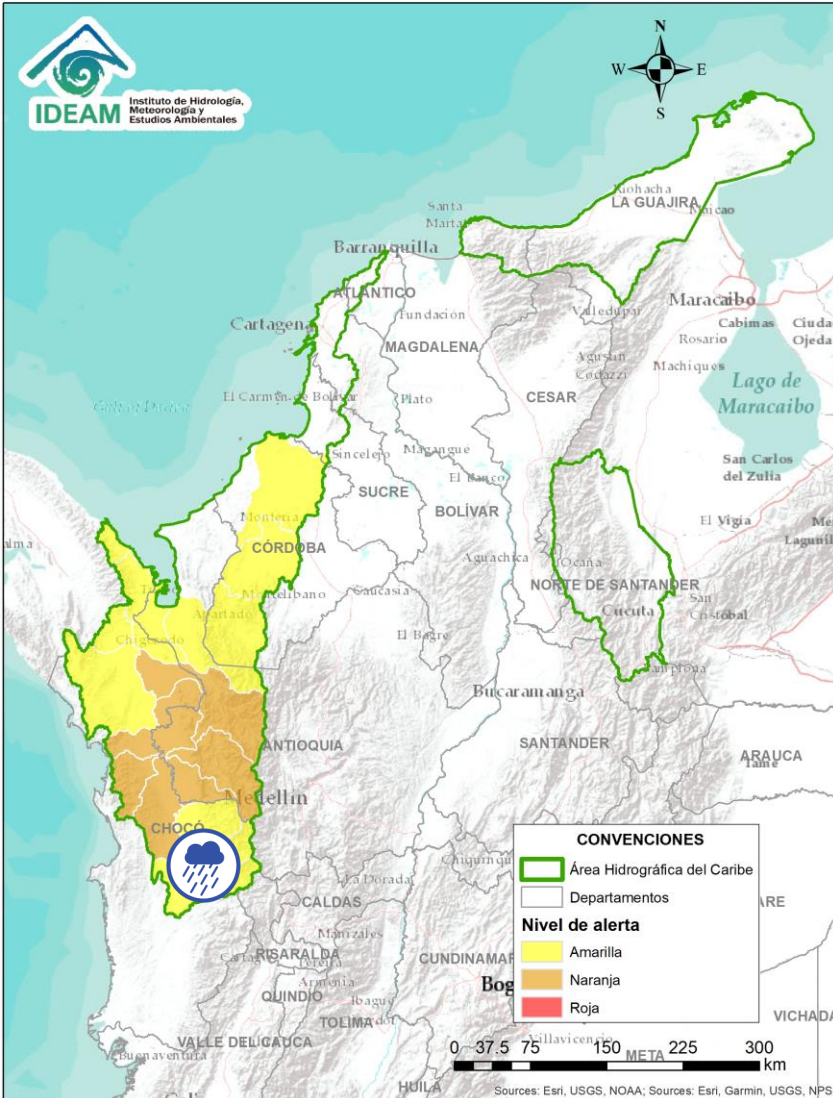 N
W
E
S
IDEAM
Instituto de Hidrología,
Meteorología y
Estudios Ambientales
Riohacha
LA GUAJIRA
Maicao
Santa
Marta
Barranquilla
ATLÁNTICO
Maracaibo
Cabimas
Ciudad
Ojeda
Cartagena
Fundación
Valledupar
Rosario
MAGDALENA
Agustín
Codazzi
Machiques
Lago de
Maracaibo
El Carmen de Bolívar
Plato
CESAR
Sincelejo
Magangué
San Carlos
del Zulia
El Banco
SUCRE
BOLÍVAR
Montería
El Vigía
CÓRDOBA
Aguachica
Ocaña
NORTE DE SANTANDER
Montelíbano
Caucasia
Apartadó
San
Cristóbal
Cúcuta
El Bagre
Pamplona
Bucaramanga
ANTIOQUIA
SANTANDER
ARAUCA
Tame
Medellín
CHOCÓ
La Dorada
CALDAS
Manizales
RISARALDA
Pereira
Armenia
QUINDÍO
Ibagué
TOLIMA
VALLE DEL CAUCA
Buenaventura
HUILA
META
Villavicencio
VICHADA
CONVENCIONES
Área Hidrográfica del Caribe
Departamentos
Nivel de alerta
Amarilla
Naranja
Roja
0 37.5 75 150 225 300
km
Sources: Esri, USGS, NOAA; Sources: Esri, Garmin, USGS, NPS